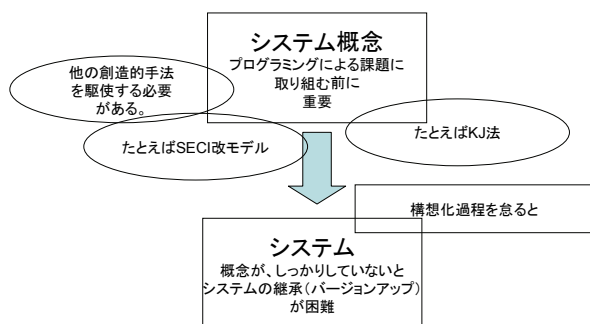 システム概念
プログラミングによる課題に
取り組む前に
重要
他の創造的手法
を駆使する必要
がある。
たとえばSECI改モデル
たとえばKJ法
構想化過程を怠ると
システム
概念が、しっかりしていないと
システムの継承（バージョンアップ）
が困難